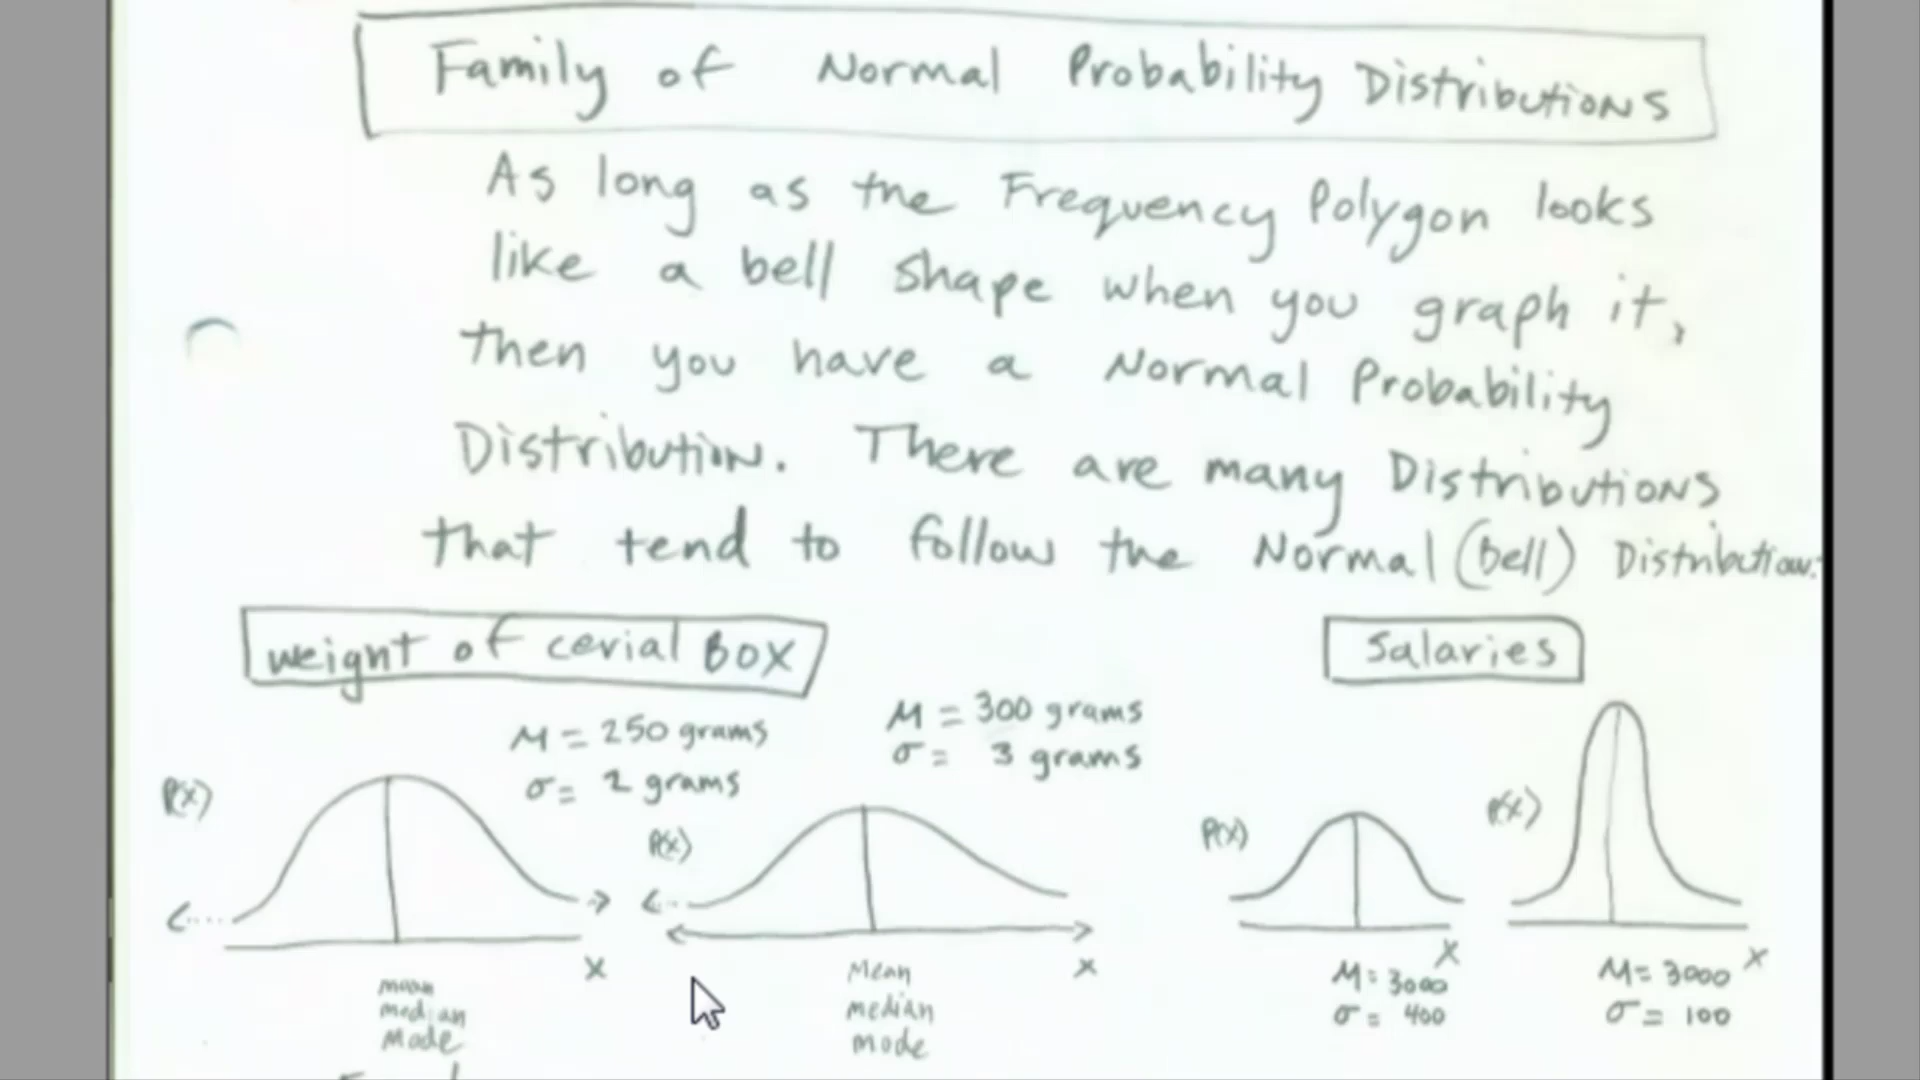 Family of Normal Probability Distributions
As long as the Frequency Polygon looks
like a bell shape when you graph it,
then you have a Normal Probability
Distribution. There are many Distributions
that tend to follow the Normal (bell) Distribution.
weight of cerial Box
Salaries
M = 250 grams
σ = 2 grams
M = 300 grams
σ = 3 grams
P(x)
P(x)
P(x)
P(x)
x
x
x
x
mean
median
mode
Mean
median
mode
M = 3000
σ = 400
M = 3000
σ = 100